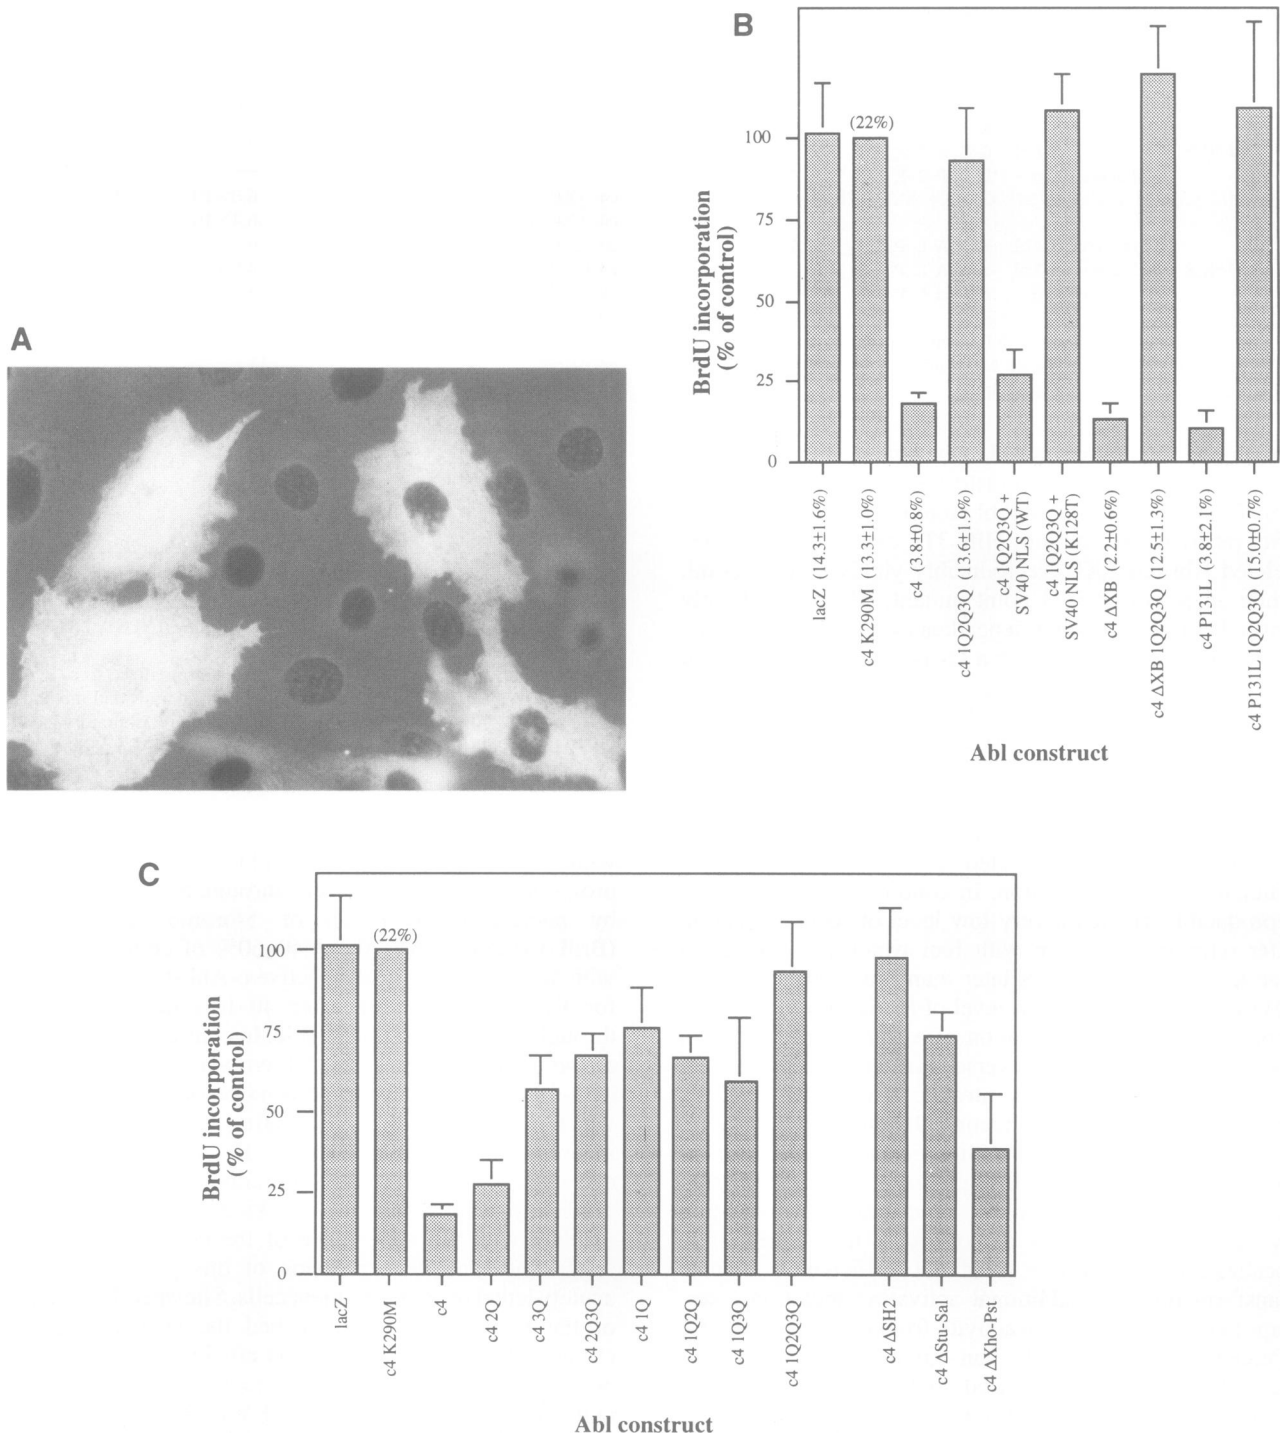 A
B
BrdU incorporation
(% of control)
100
75
50
25
0
(22%)
lacZ (14.3±1.6%)
c4 K290M (13.3±1.0%)
c4 (3.8±0.8%)
c4 1Q2Q3Q (13.6±1.9%)
c4 1Q2Q3Q +
SV40 NLS (WT)
c4 1Q2Q3Q +
SV40 NLS (K128T)
c4 ΔXB (2.2±0.6%)
c4 ΔXB 1Q2Q3Q (12.5±1.3%)
c4 P131L (3.8±2.1%)
c4 P131L 1Q2Q3Q (15.0±0.7%)
Abl construct
C
BrdU incorporation
(% of control)
100
75
50
25
0
(22%)
lacZ
c4 K290M
c4
c4 2Q
c4 3Q
c4 2Q3Q
c4 1Q
c4 1Q2Q
c4 1Q3Q
c4 1Q2Q3Q
c4 ΔSH2
c4 ΔStu-Sal
c4 ΔXho-Pst
Abl construct